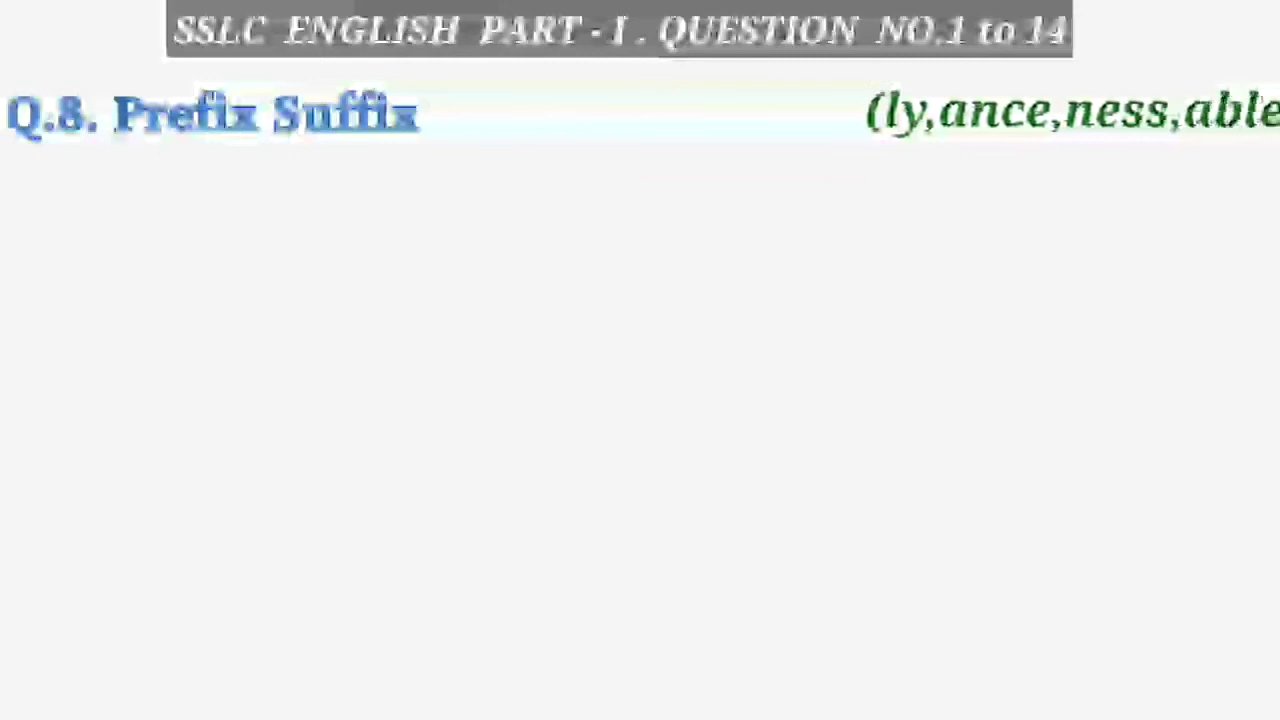 SSLC ENGLISH PART - I . QUESTION NO.1 to 14
Q.8. Prefix Suffix (ly,ance,ness,able